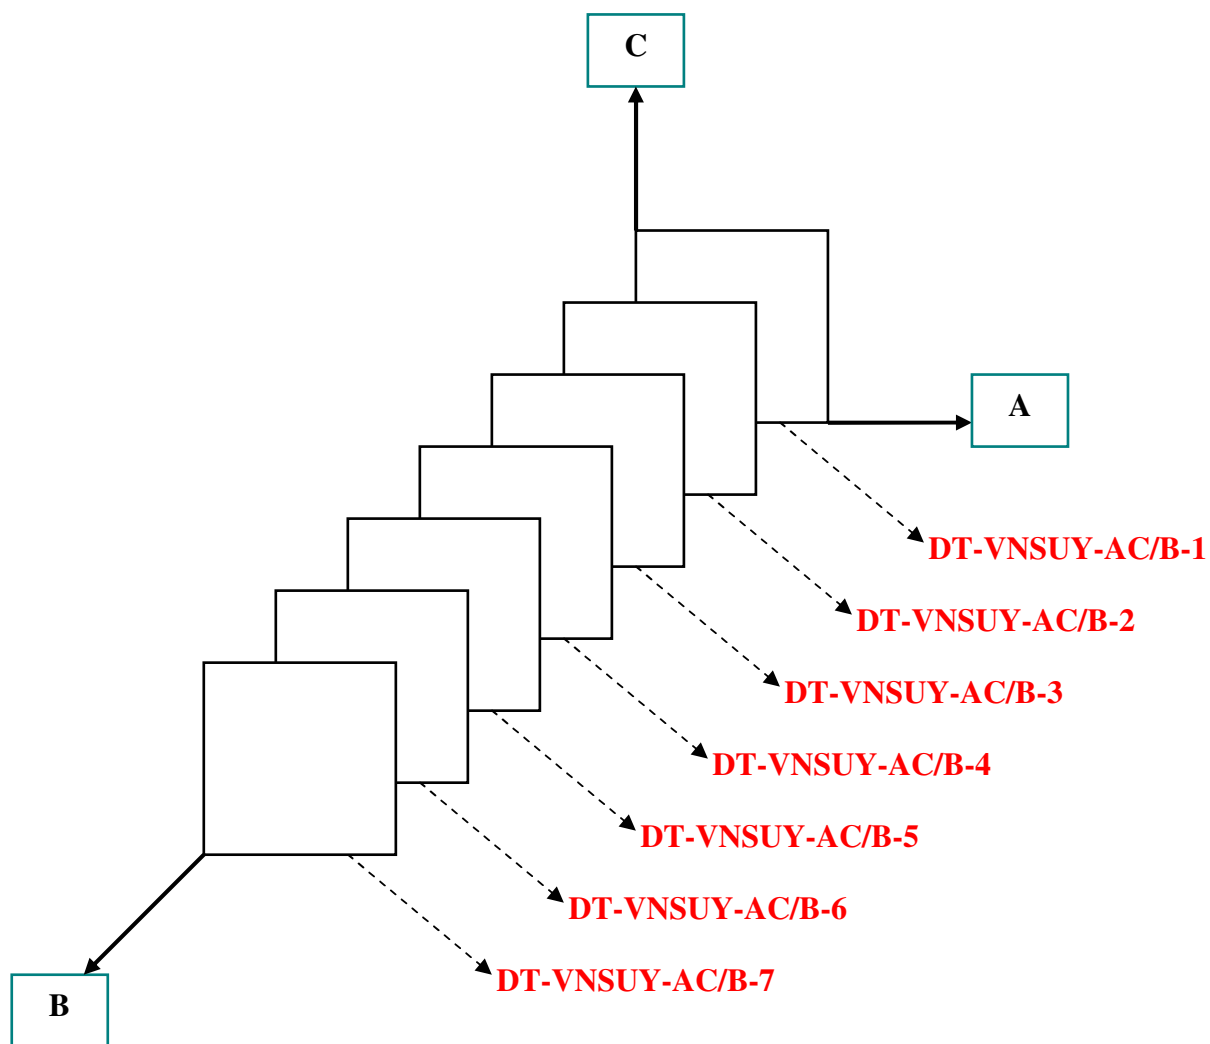 C
A
DT-VNSUY-AC/B-1
DT-VNSUY-AC/B-2
DT-VNSUY-AC/B-3
DT-VNSUY-AC/B-4
DT-VNSUY-AC/B-5
DT-VNSUY-AC/B-6
DT-VNSUY-AC/B-7
B